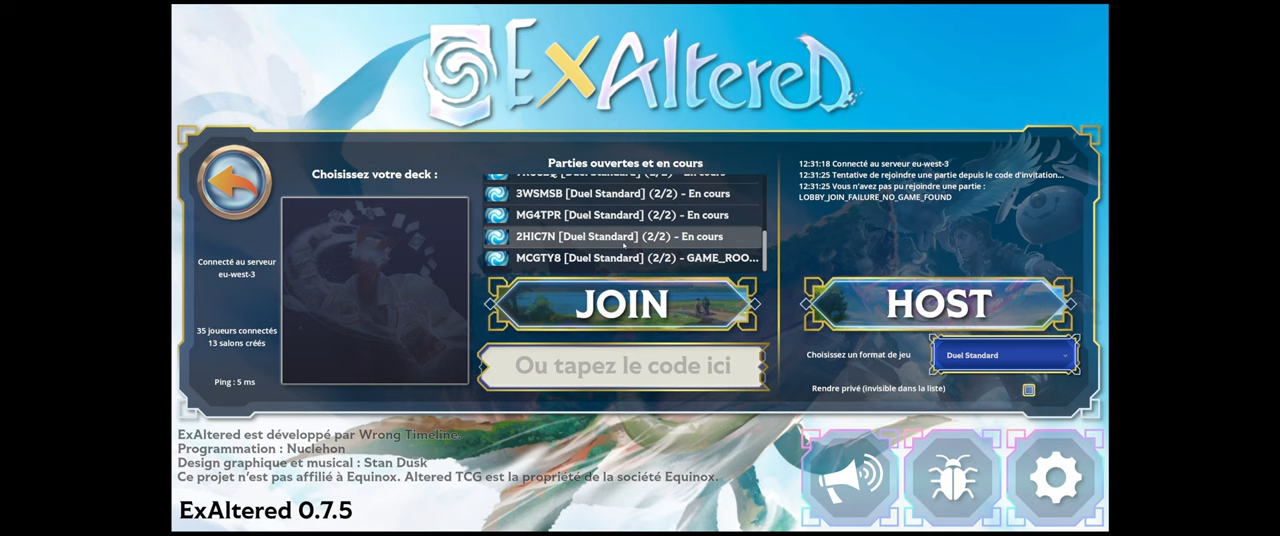 ExAltereD
Choisissez votre deck :
Connecté au serveur
eu-west-3
35 joueurs connectés
13 salons créés
Ping : 5 ms
Parties ouvertes et en cours
3WSMSB [Duel Standard] (2/2) - En cours
MG4TPR [Duel Standard] (2/2) - En cours
2HIC7N [Duel Standard] (2/2) - En cours
MCGTY8 [Duel Standard] (2/2) - GAME_ROO...
JOIN
Ou tapez le code ici
12:31:18 Connecté au serveur eu-west-3
12:31:25 Tentative de rejoindre une partie depuis le code d'invitation...
12:31:25 Vous n'avez pas pu rejoindre une partie :
LOBBY_JOIN_FAILURE_NO_GAME_FOUND
HOST
Choisissez un format de jeu
Duel Standard
Rendre privé (invisible dans la liste)
ExAltered est développé par Wrong Timeline.
Programmation : Nuclehon
Design graphique et musical : Stan Dusk
Ce projet n'est pas affilié à Equinox. Altered TCG est la propriété de la société Equinox.
ExAltered 0.7.5